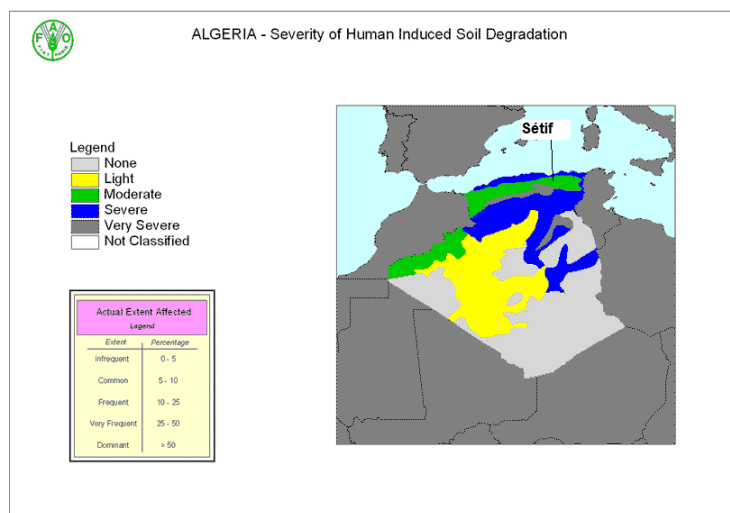 F A O
FIAT PANIS
ALGERIA - Severity of Human Induced Soil Degradation
Sétif
Legend
None
Light
Moderate
Severe
Very Severe
Not Classified
Actual Extent Affected
Legend
Extent Percentage
Infrequent 0 - 5
Common 5 - 10
Frequent 10 - 25
Very Frequent 25 - 50
Dominant > 50